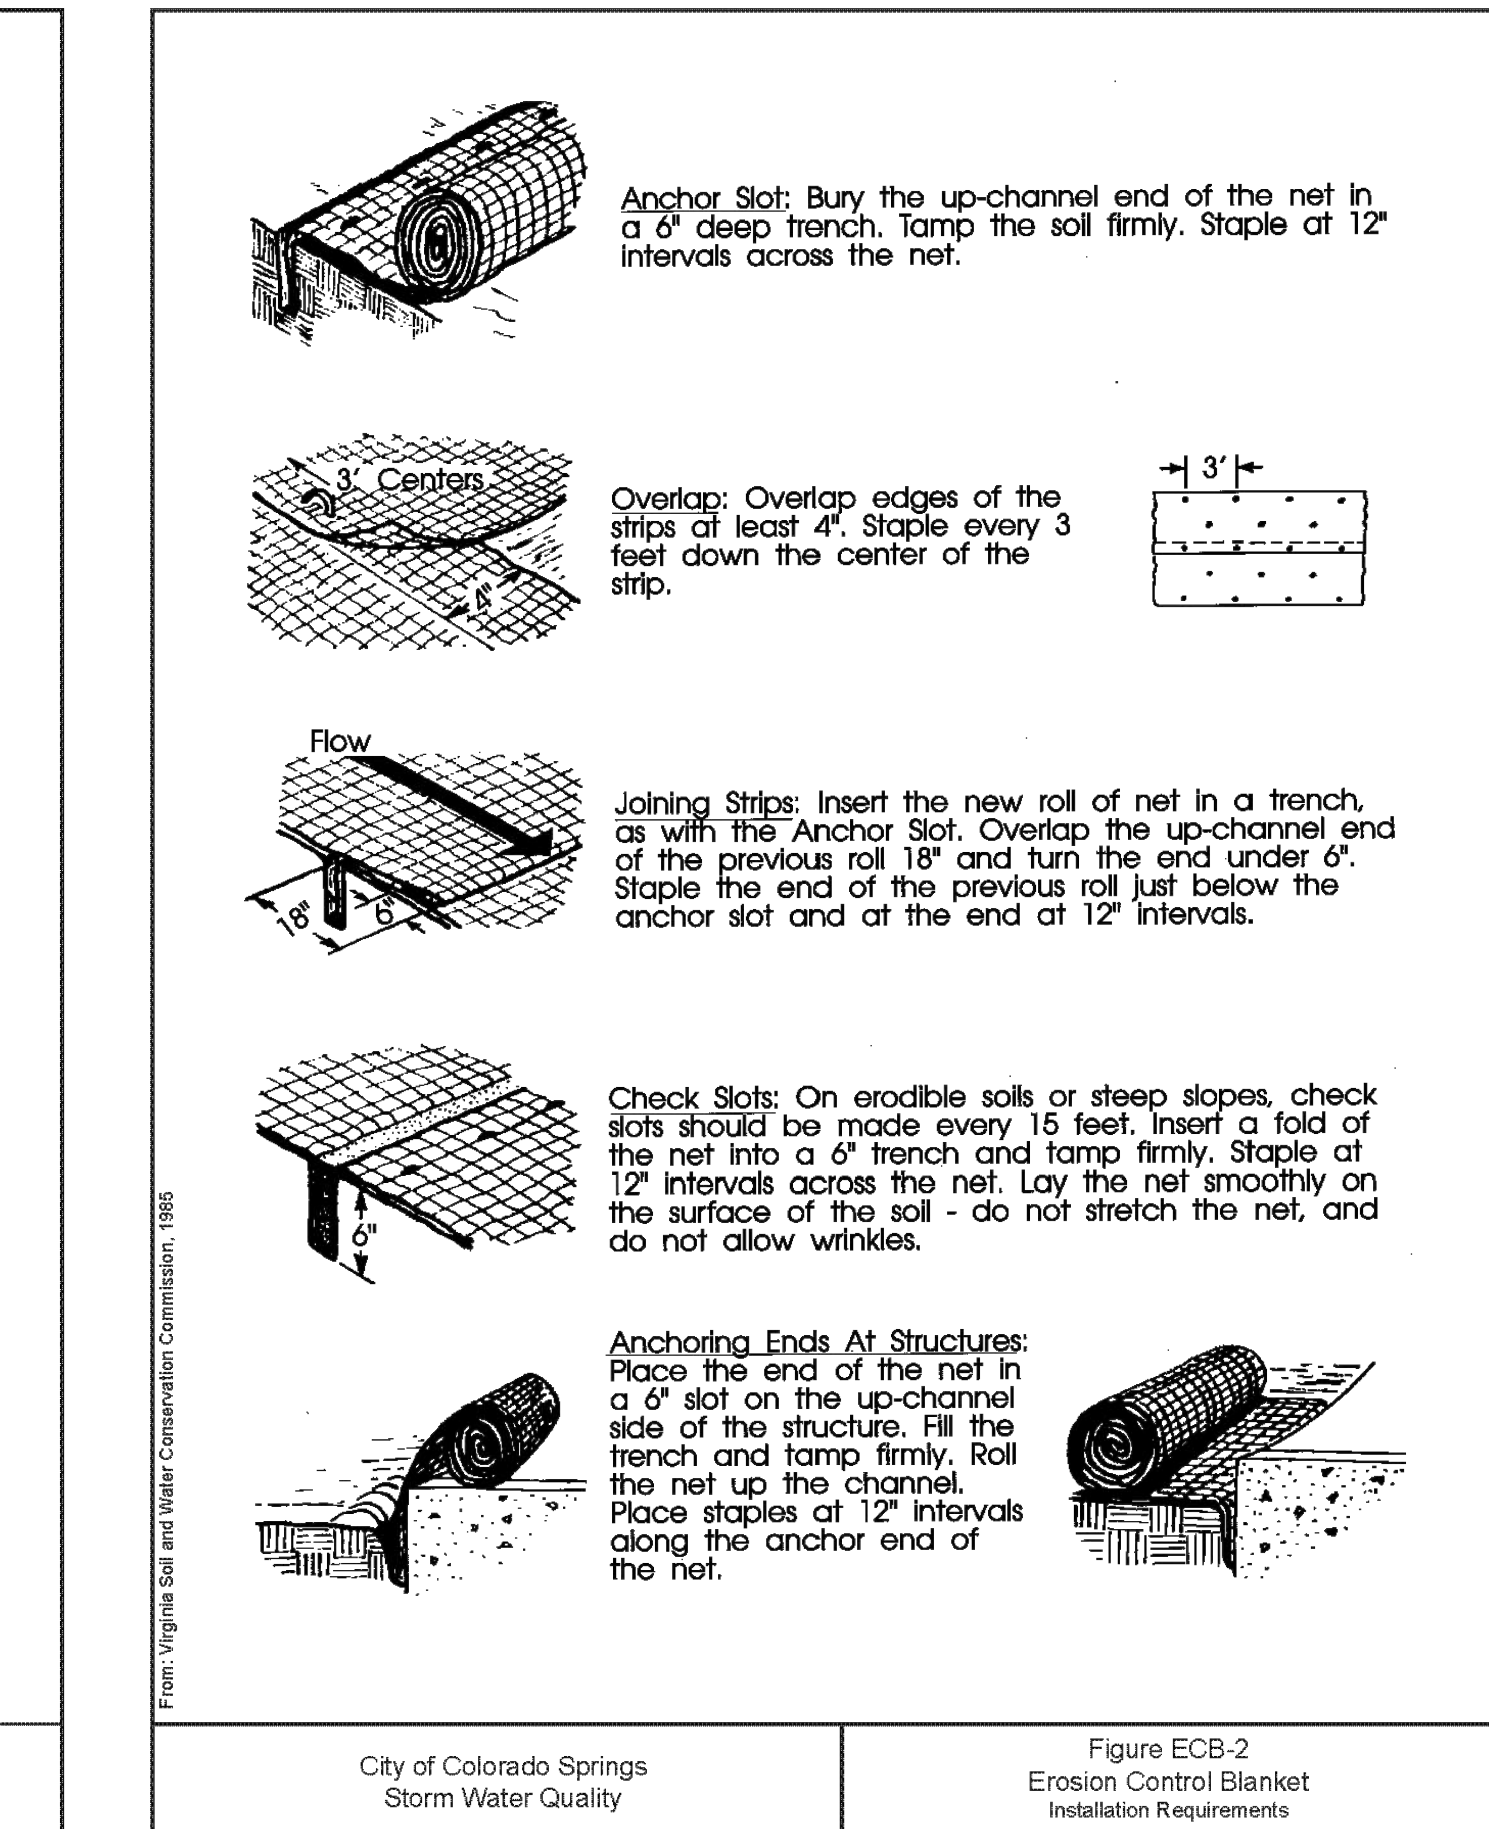 Anchor Slot: Bury the up-channel end of the net in
a 6" deep trench. Tamp the soil firmly. Staple at 12"
intervals across the net.
3' Centers
4"
Overlap: Overlap edges of the
strips at least 4". Staple every 3
feet down the center of the
strip.
3'
Flow
18"
6"
Joining Strips: Insert the new roll of net in a trench,
as with the Anchor Slot. Overlap the up-channel end
of the previous roll 18" and turn the end under 6".
Staple the end of the previous roll just below the
anchor slot and at the end at 12" intervals.
6"
Check Slots: On erodible soils or steep slopes, check
slots should be made every 15 feet. Insert a fold of
the net into a 6" trench and tamp firmly. Staple at
12" intervals across the net. Lay the net smoothly on
the surface of the soil - do not stretch the net, and
do not allow wrinkles.
Anchoring Ends At Structures:
Place the end of the net in
a 6" slot on the up-channel
side of the structure. Fill the
trench and tamp firmly. Roll
the net up the channel.
Place staples at 12" intervals
along the anchor end of
the net.
From: Virginia Soil and Water Conservation Commission, 1985
City of Colorado Springs
Storm Water Quality
Figure ECB-2
Erosion Control Blanket
Installation Requirements